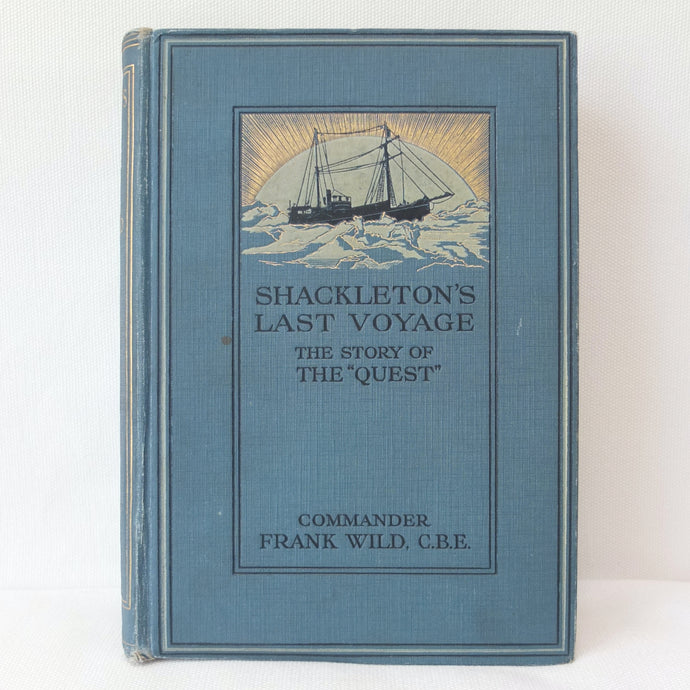 SHACKLETON'S
LAST VOYAGE
THE STORY OF
THE "QUEST"
COMMANDER
FRANK WILD, C.B.E.